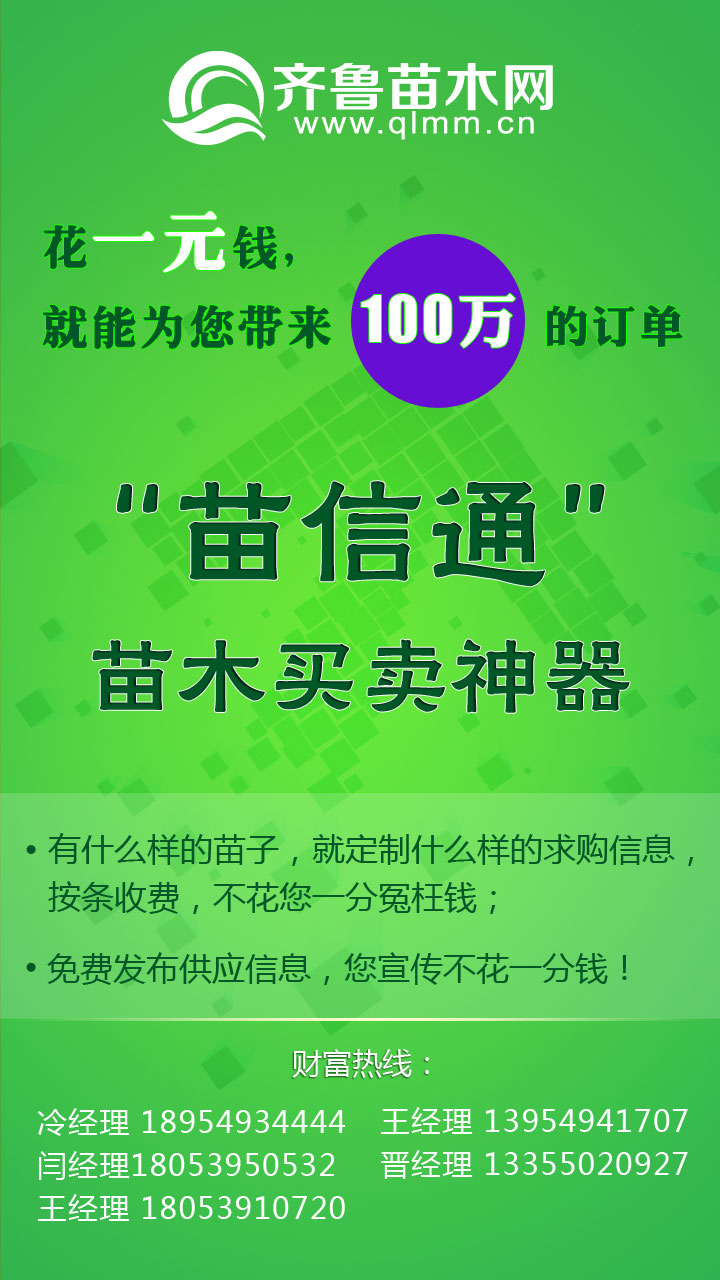 齐鲁苗木网
www.qlmm.cn
花一元钱，
就能为您带来 100万 的订单
"苗信通"
苗木买卖神器
• 有什么样的苗子，就定制什么样的求购信息，
按条收费，不花您一分冤枉钱；
• 免费发布供应信息，您宣传不花一分钱！
财富热线：
冷经理 18954934444 王经理 13954941707
闫经理18053950532 晋经理 13355020927
王经理 18053910720